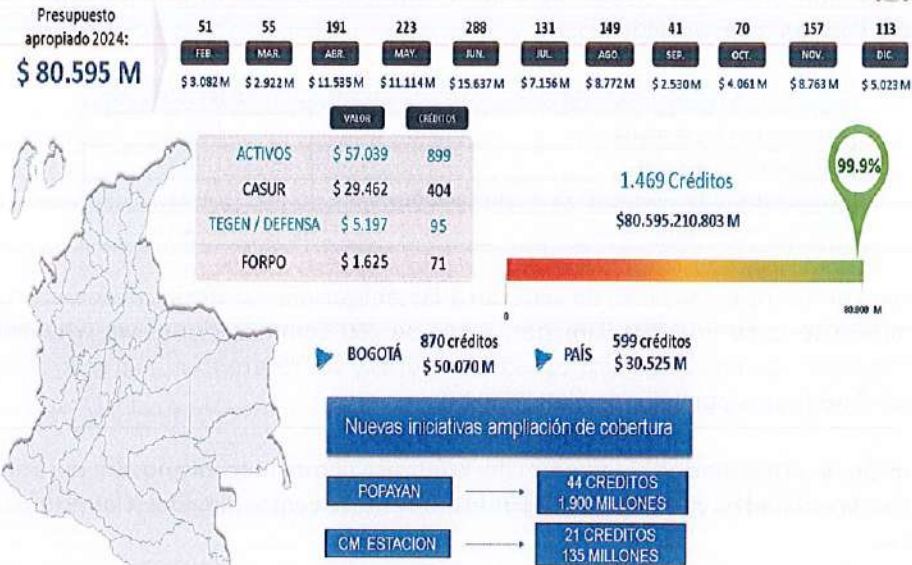 Presupuesto
apropiado 2024:
$ 80.595 M
51 55 191 223 288 131 149 41 70 157 113
FEB. MAR. ABR. MAY. JUN. JUL. AGO. SEP. OCT. NOV. DIC.
$ 3.082 M $ 2.922 M $ 11.535 M $ 11.114 M $ 15.637 M $ 7.156 M $ 8.772 M $ 2.530 M $ 4.061 M $ 8.763 M $ 5.023 M
VALOR CRÉDITOS
ACTIVOS $ 57.039 899
CASUR $ 29.462 404
TEGEN / DEFENSA $ 5.197 95
FORPO $ 1.625 71
99.9%
1.469 Créditos
$80.595.210.803 M
0 80.800 M
BOGOTÁ 870 créditos
$ 50.070 M
PAÍS 599 créditos
$ 30.525 M
Nuevas iniciativas ampliación de cobertura
POPAYAN 44 CREDITOS
1.900 MILLONES
CM. ESTACION 21 CREDITOS
135 MILLONES